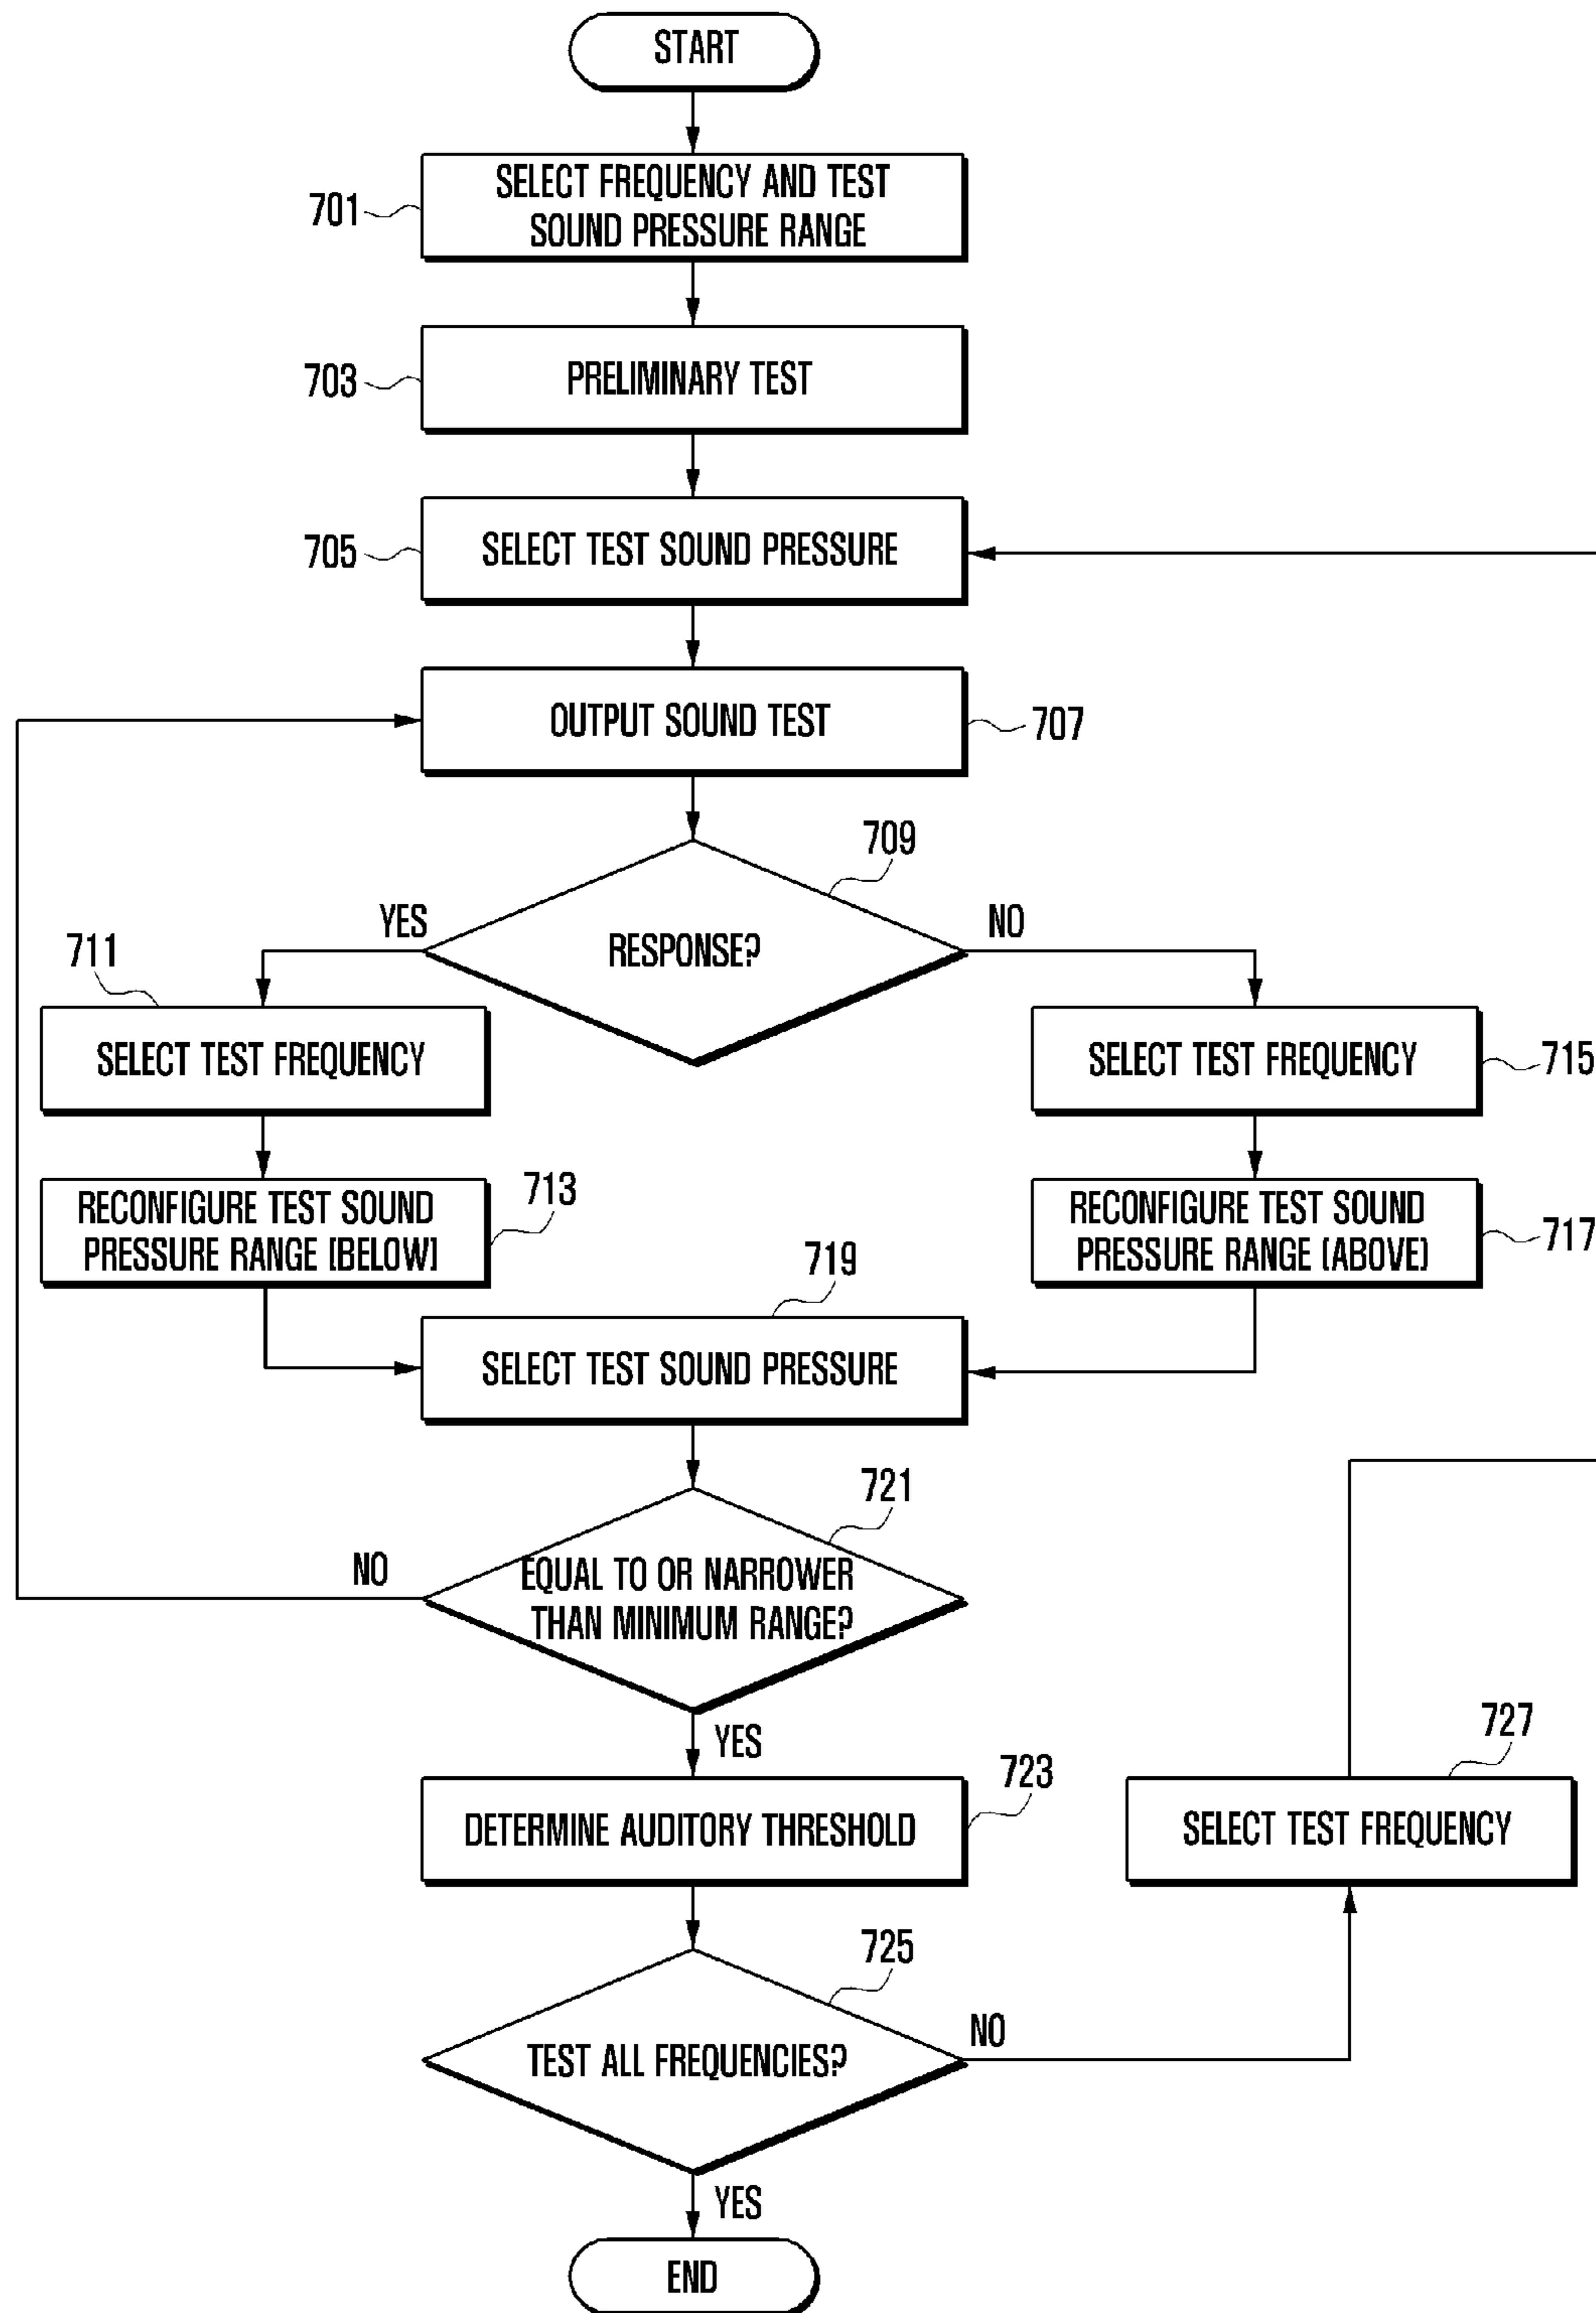 START
SELECT FREQUENCY AND TEST
SOUND PRESSURE RANGE
701
PRELIMINARY TEST
703
SELECT TEST SOUND PRESSURE
705
OUTPUT SOUND TEST
707
709
RESPONSE?
YES
NO
711
SELECT TEST FREQUENCY
SELECT TEST FREQUENCY
715
RECONFIGURE TEST SOUND
PRESSURE RANGE (BELOW)
713
RECONFIGURE TEST SOUND
PRESSURE RANGE (ABOVE)
717
719
SELECT TEST SOUND PRESSURE
721
EQUAL TO OR NARROWER
THAN MINIMUM RANGE?
NO
YES
723
DETERMINE AUDITORY THRESHOLD
727
SELECT TEST FREQUENCY
725
TEST ALL FREQUENCIES?
NO
YES
END